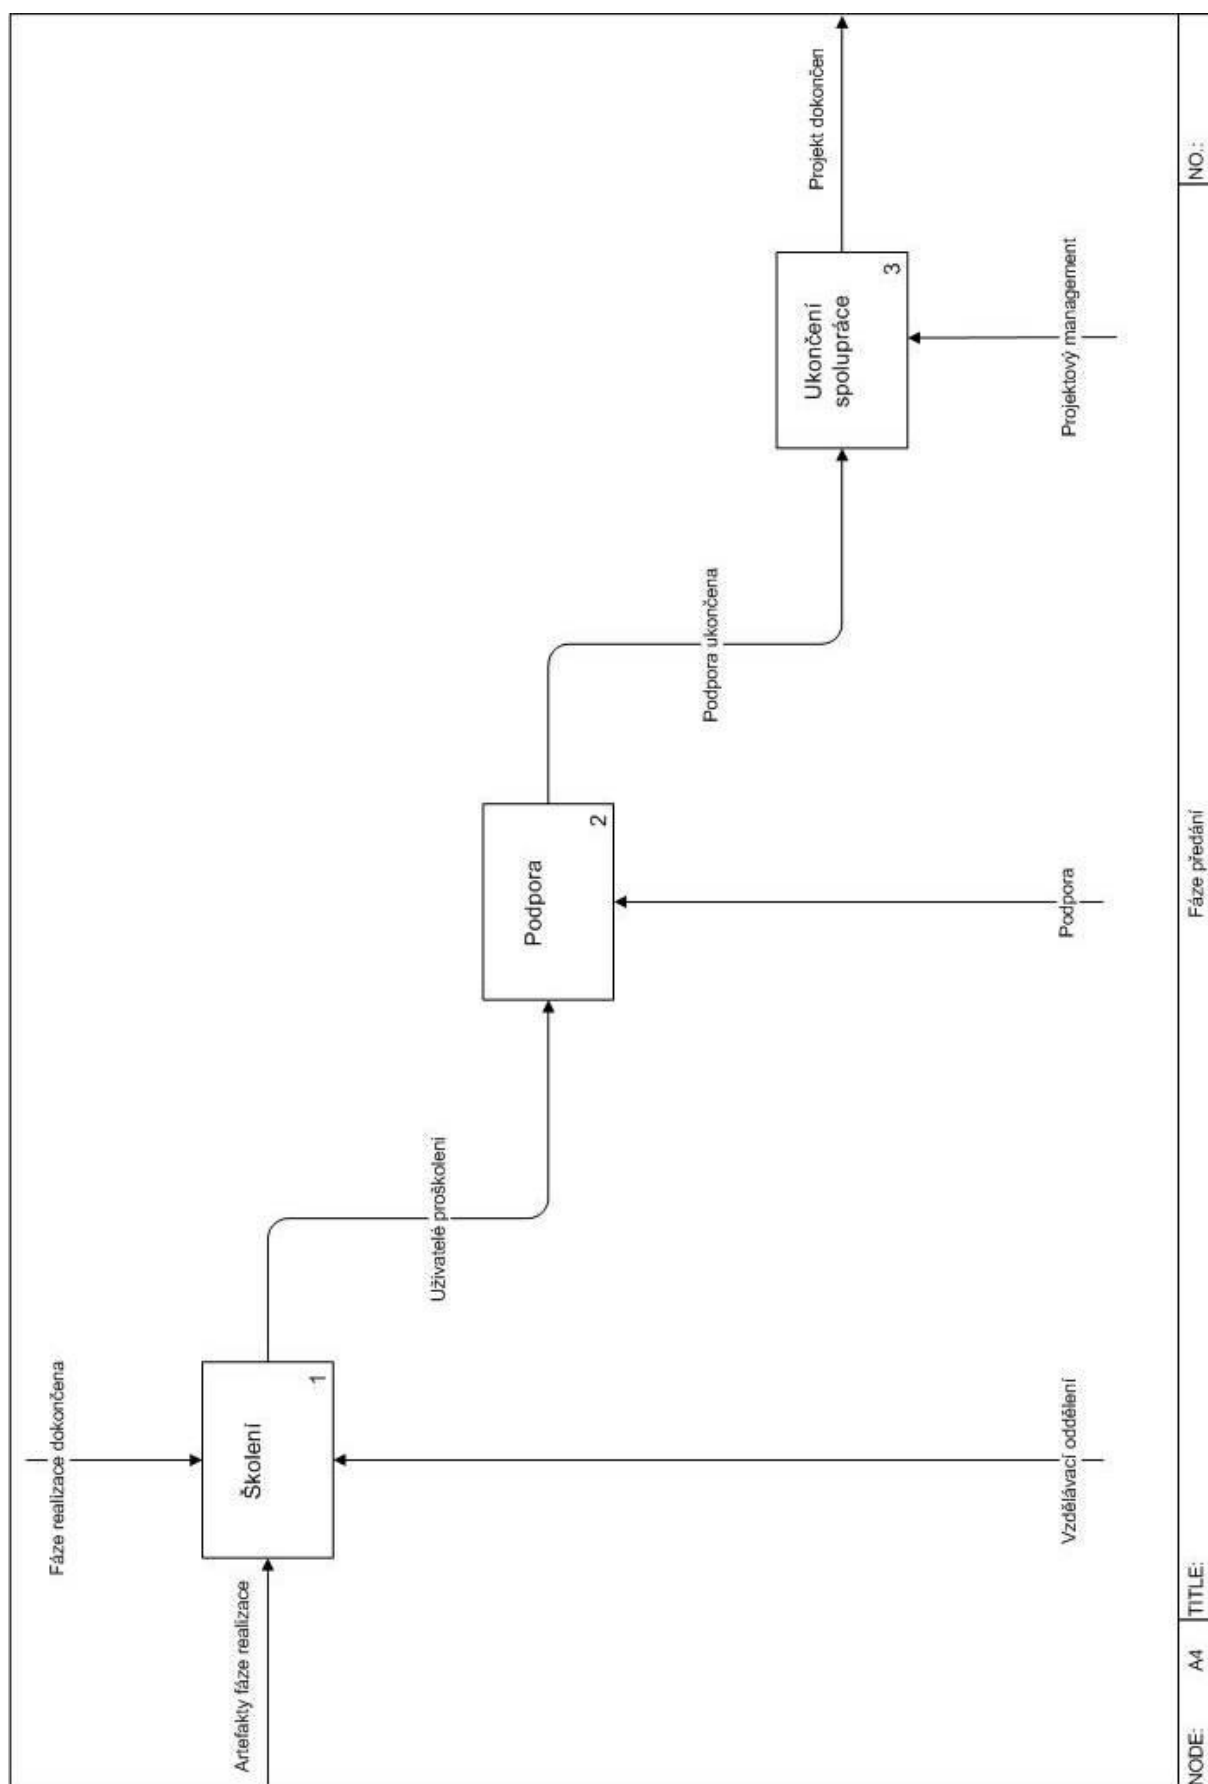 Fáze realizace dokončena
Artefakty fáze realizace
Školení
1
Uživatelé proškoleni
Vzdělávací oddělení
Podpora
2
Podpora ukončena
Podpora
Ukončení
spolupráce
3
Projekt dokončen
Projektový management
NODE:
A4
TITLE:
Fáze předání
NO.: